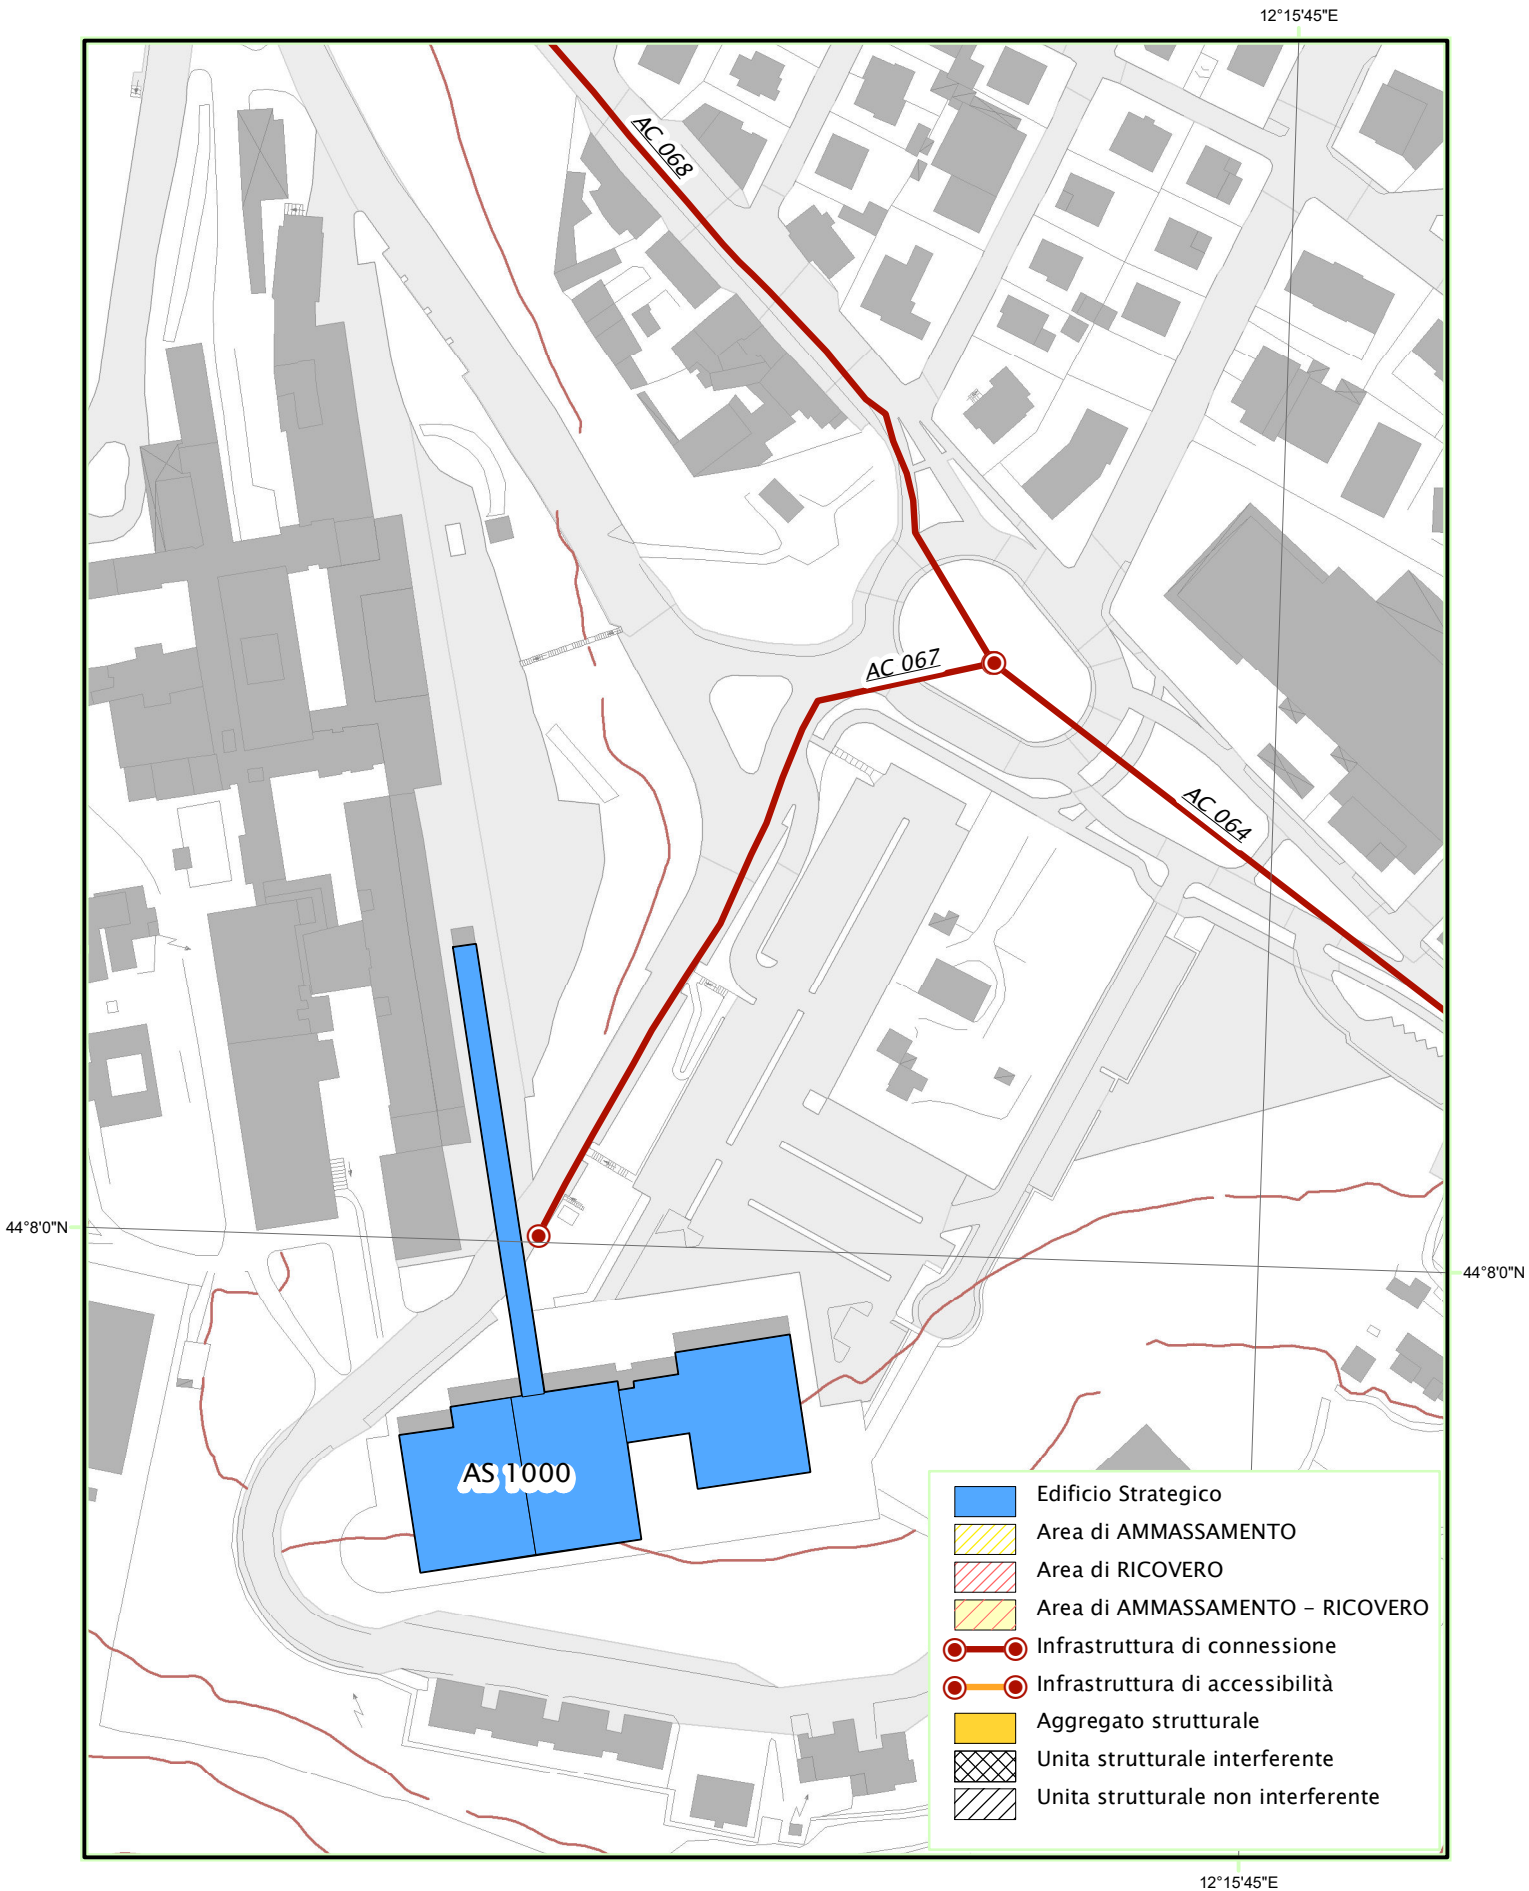 12°15'45"E
AC 068
AC 067
AC 064
44°8'0"N
44°8'0"N
AS 1000
Edificio Strategico
Area di AMMASSAMENTO
Area di RICOVERO
Area di AMMASSAMENTO - RICOVERO
Infrastruttura di connessione
Infrastruttura di accessibilità
Aggregato strutturale
Unita strutturale interferente
Unita strutturale non interferente
12°15'45"E